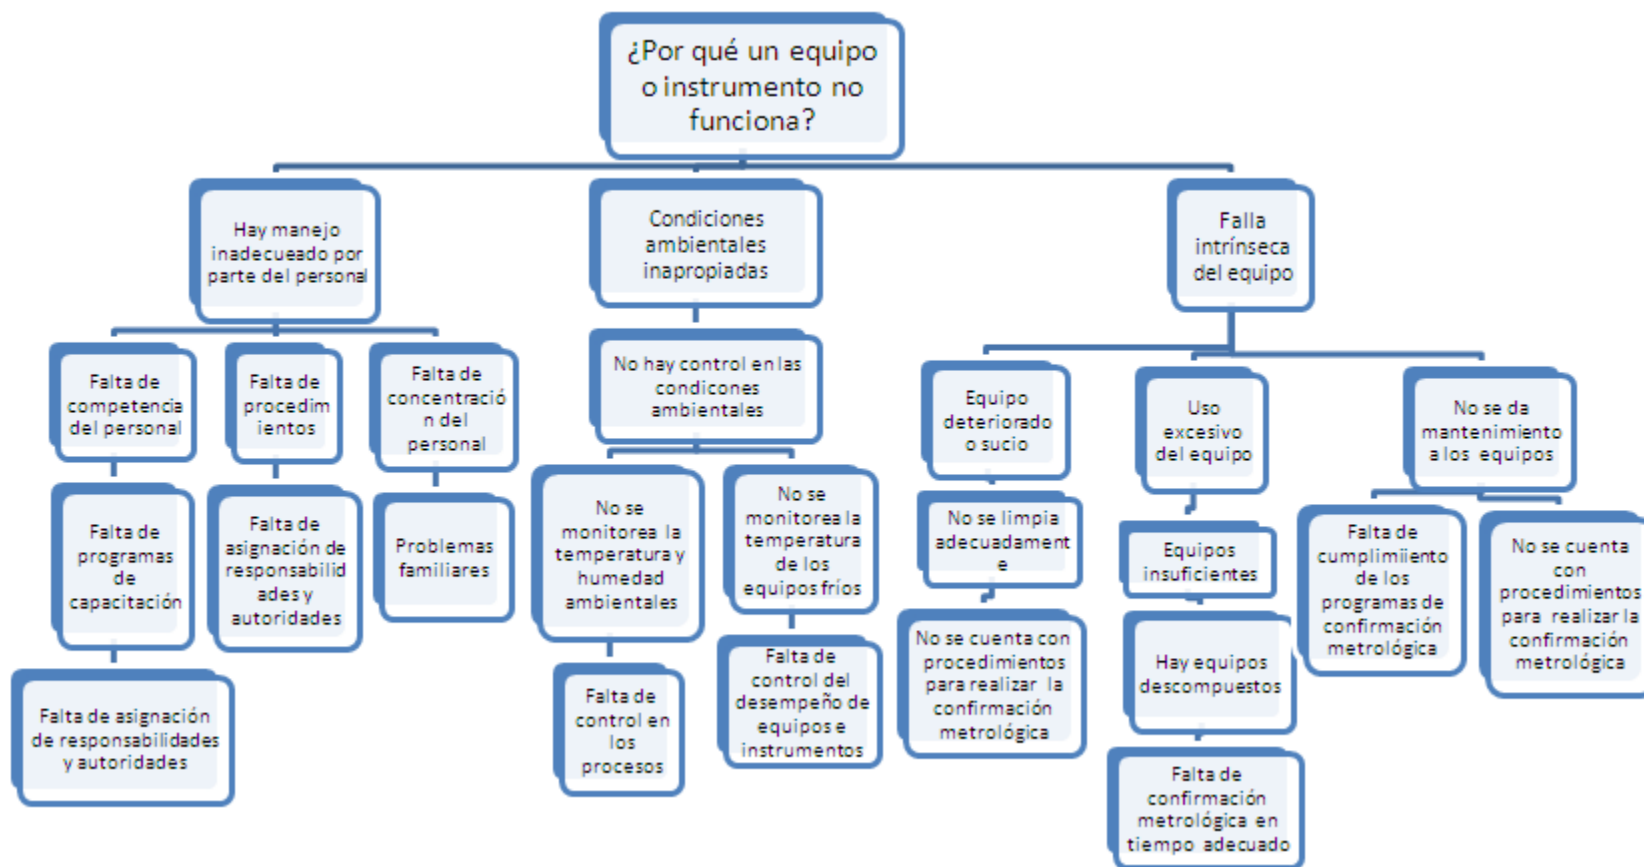 ¿Por qué un equipo
o instrumento no
funciona?
Hay manejo
inadecueado por
parte del personal
Condiciones
ambientales
inapropiadas
Falla
intrínseca
del equipo
Falta de
competencia
del personal
Falta de
procedim
ientos
Falta de
concentració
n del
personal
No hay control en las
condicones
ambientales
Equipo
deteriorado
o sucio
Uso
excesivo
del equipo
No se da
mantenimiento
a los equipos
Falta de
programas
de
capacitación
Falta de
asignación de
responsabilid
ades y
autoridades
Problemas
familiares
No se
monitorea la
temperatura y
humedad
ambientales
No se
monitorea la
temperatura
de los
equipos fríos
No se limpia
adecuadament
e
Equipos
insuficientes
Falta de
cumplimiiento
de los
programas de
confirmación
metrológica
No se cuenta
con
procedimientos
para realizar la
confirmación
metrológica
Falta de asignación
de responsabilidades
y autoridades
Falta de
control en
los
procesos
Falta de
control del
desempeño de
equipos e
instrumentos
No se cuenta con
procedimientos
para realizar la
confirmación
metrológica
Hay equipos
descompuestos
Falta de
confirmación
metrológica en
tiempo adecuado